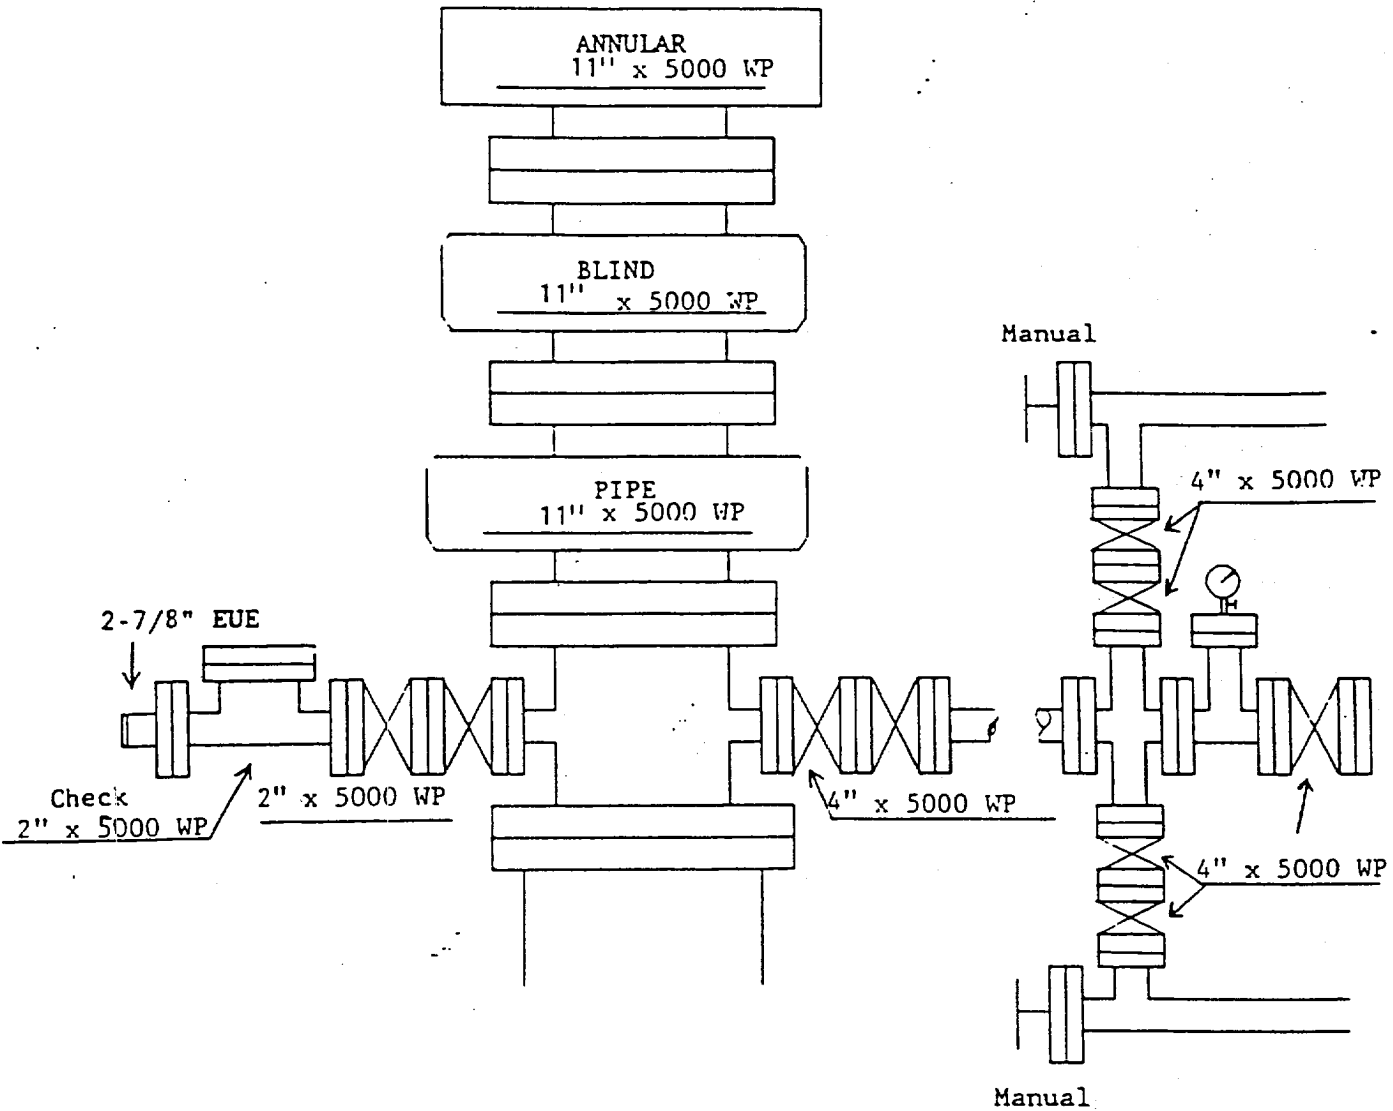 ANNULAR
11" x 5000 WP
BLIND
11" x 5000 WP
Manual
PIPE
11" x 5000 WP
4" x 5000 WP
2-7/8" EUE
Check
2" x 5000 WP
2" x 5000 WP
4" x 5000 WP
4" x 5000 WP
Manual